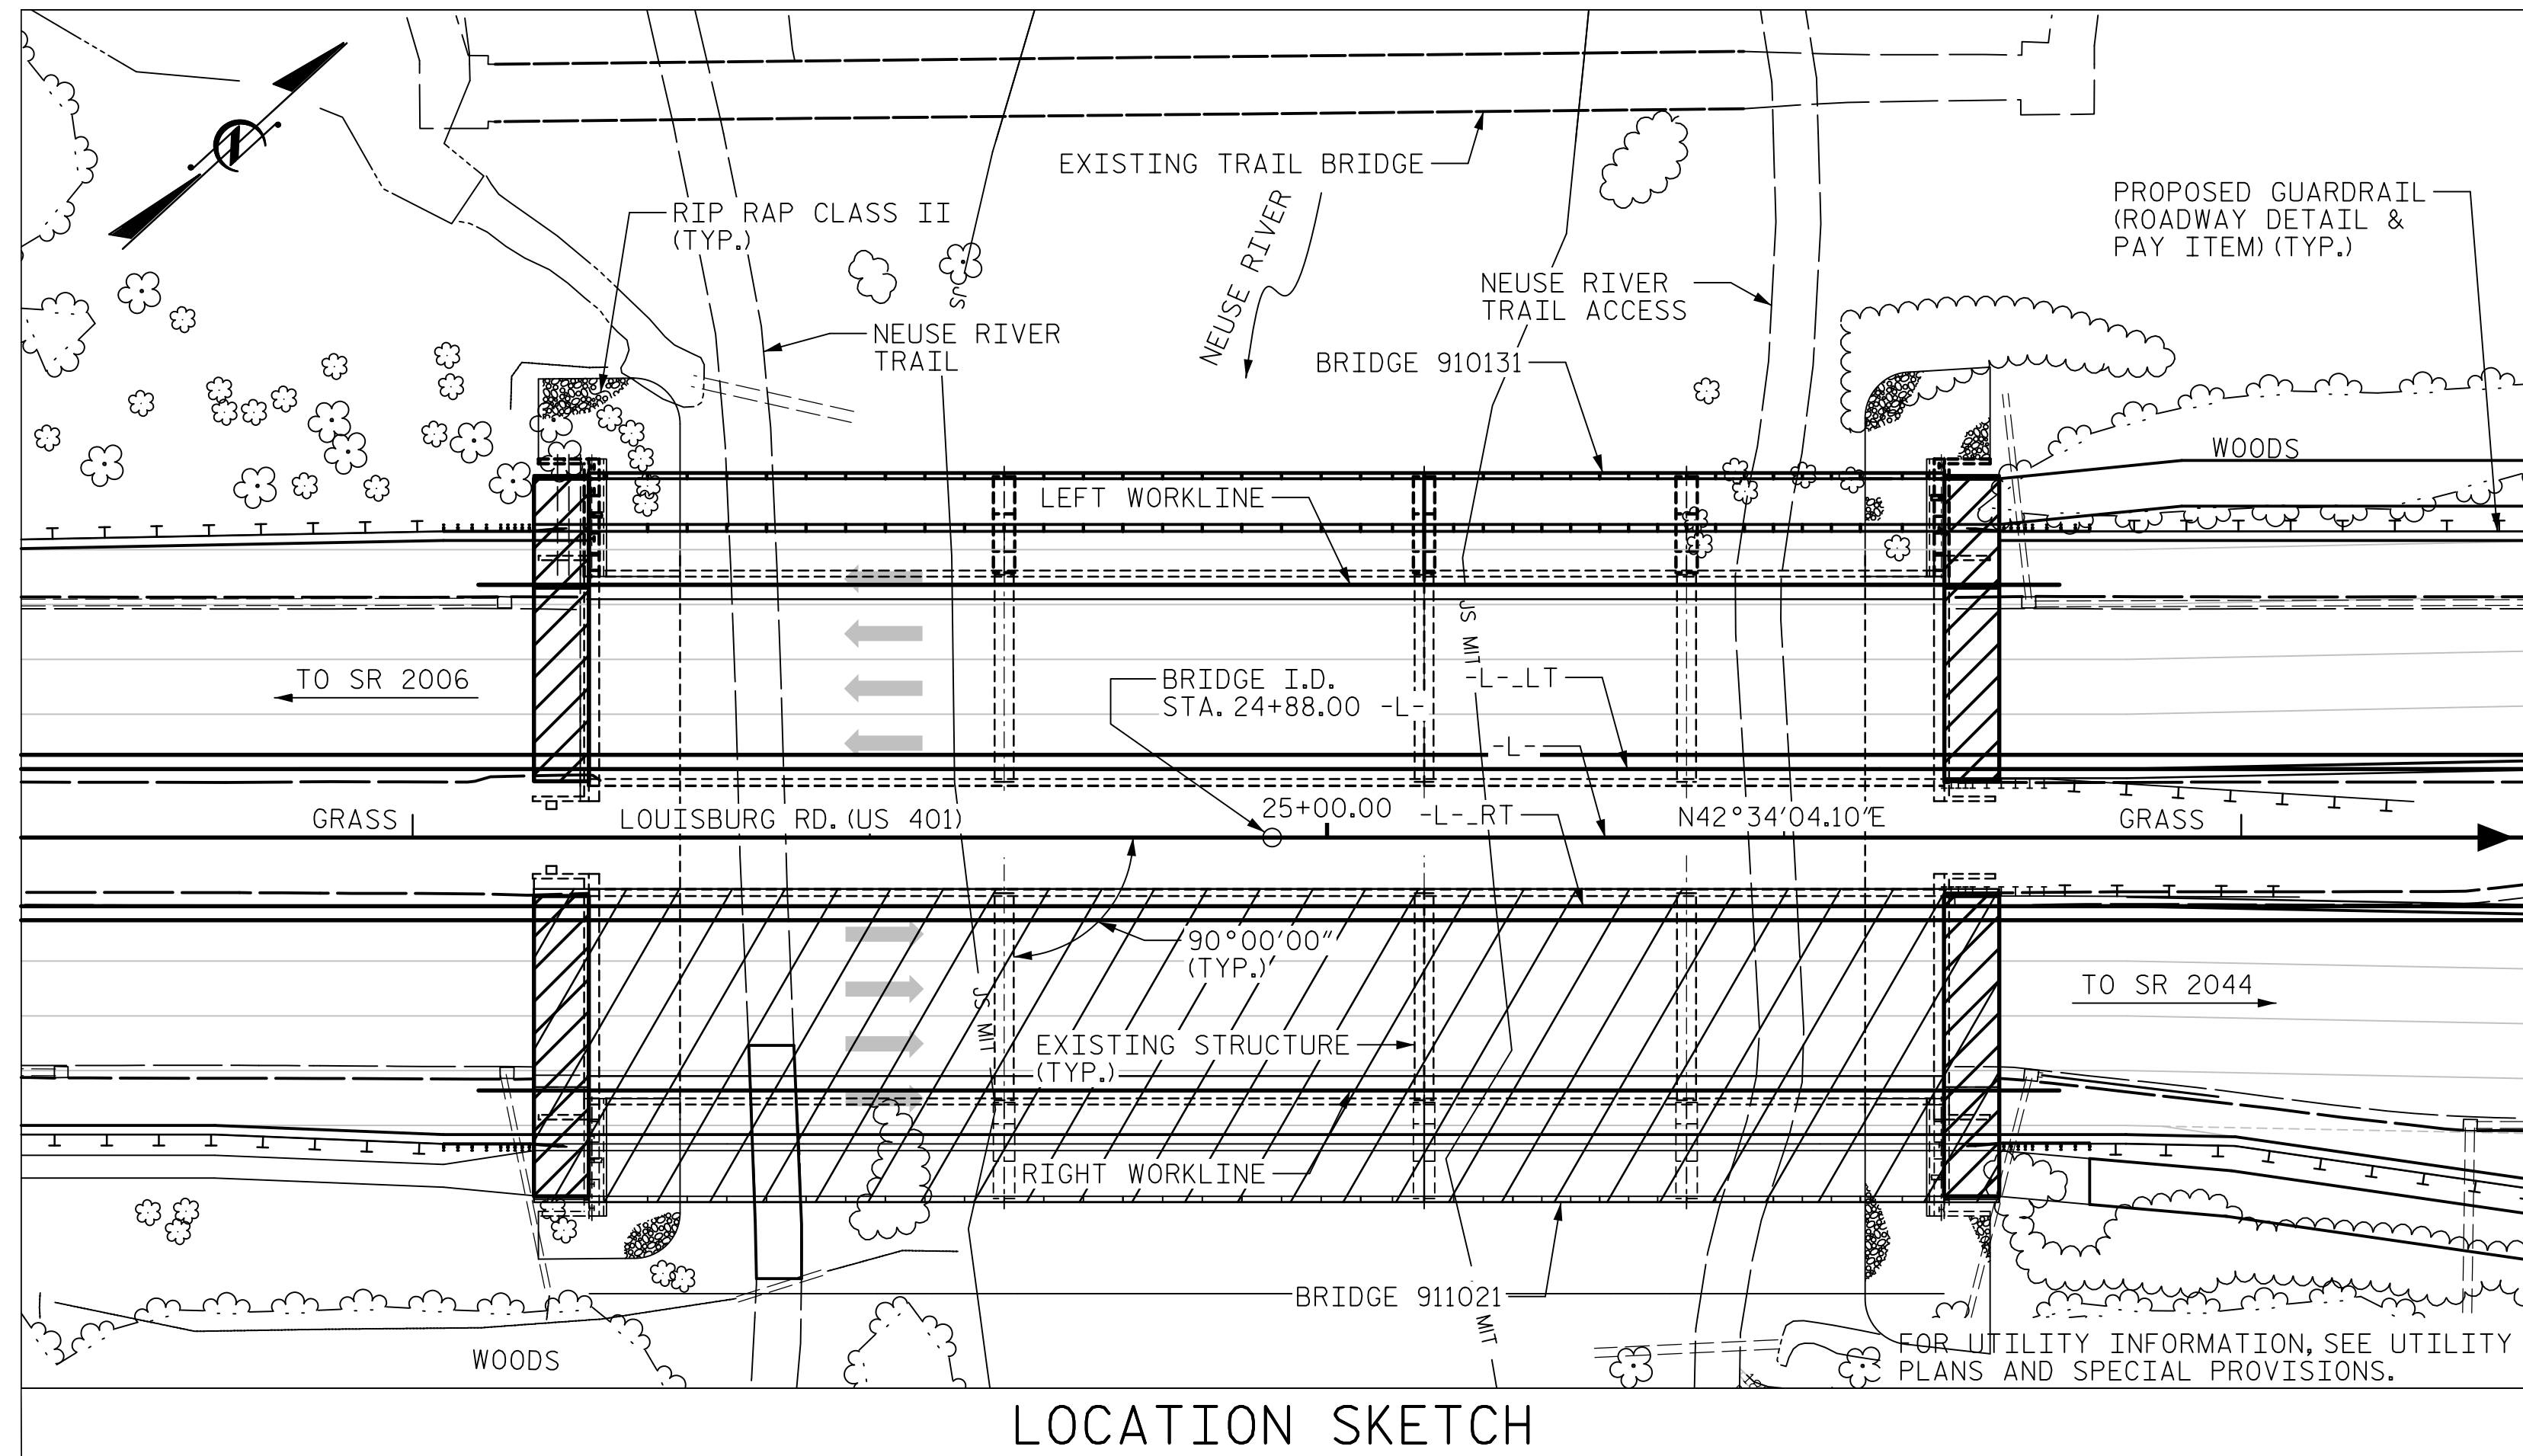 EXISTING TRAIL BRIDGE
PROPOSED GUARDRAIL
(ROADWAY DETAIL &
PAY ITEM) (TYP.)
RIP RAP CLASS II
(TYP.)
NEUSE RIVER
JS
NEUSE RIVER
TRAIL ACCESS
NEUSE RIVER
TRAIL
BRIDGE 910131
WOODS
LEFT WORKLINE
JS MIT
TO SR 2006
BRIDGE I.D.
STA. 24+88.00 -L-
-L-_LT
-L-
GRASS
LOUISBURG RD. (US 401)
25+00.00
-L-_RT
N42°34'04.10"E
GRASS
90°00'00"
(TYP.)
TO SR 2044
JS MIT
EXISTING STRUCTURE
(TYP.)
RIGHT WORKLINE
BRIDGE 911021
MIT
WOODS
FOR UTILITY INFORMATION, SEE UTILITY
PLANS AND SPECIAL PROVISIONS.
LOCATION SKETCH